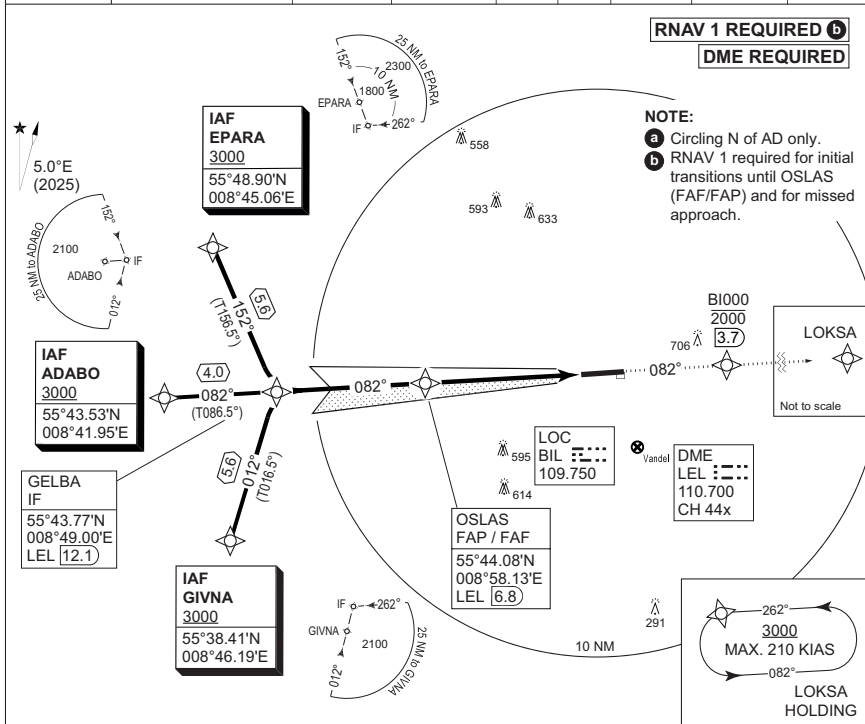 RNAV 1 REQUIRED b
DME REQUIRED
NOTE:
a Circling N of AD only.
b RNAV 1 required for initial
transitions until OSLAS
(FAF/FAP) and for missed
approach.
25 NM to EPARA
152°
2300
10 NM
1800
EPARA
IF
262°
IAF
EPARA
3000
55°48.90'N
008°45.06'E
5.0°E
(2025)
558
593
633
25 NM to ADABO
152°
2100
ADABO
IF
012°
5.6
152°
(T156.5°)
BI000
2000
3.7
706
082°
LOKSA
Not to scale
IAF
ADABO
3000
55°43.53'N
008°41.95'E
4.0
082°
(T086.5°)
082°
5.6
012°
(T016.5°)
GELBA
IF
55°43.77'N
008°49.00'E
LEL 12.1
595
614
LOC
BIL
109.750
Vandel
DME
LEL
110.700
CH 44x
OSLAS
FAP / FAF
55°44.08'N
008°58.13'E
LEL 6.8
IAF
GIVNA
3000
55°38.41'N
008°46.19'E
IF
262°
GIVNA
2100
012°
25 NM to GIVNA
291
10 NM
262°
3000
MAX. 210 KIAS
082°
LOKSA
HOLDING